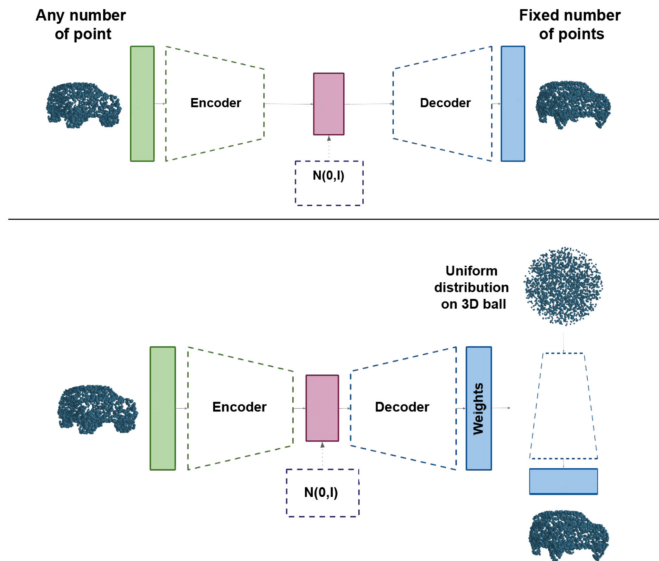 Any number
of point
Fixed number
of points
Encoder
Decoder
N(0,I)
Uniform
distribution
on 3D ball
Encoder
Decoder
Weights
N(0,I)